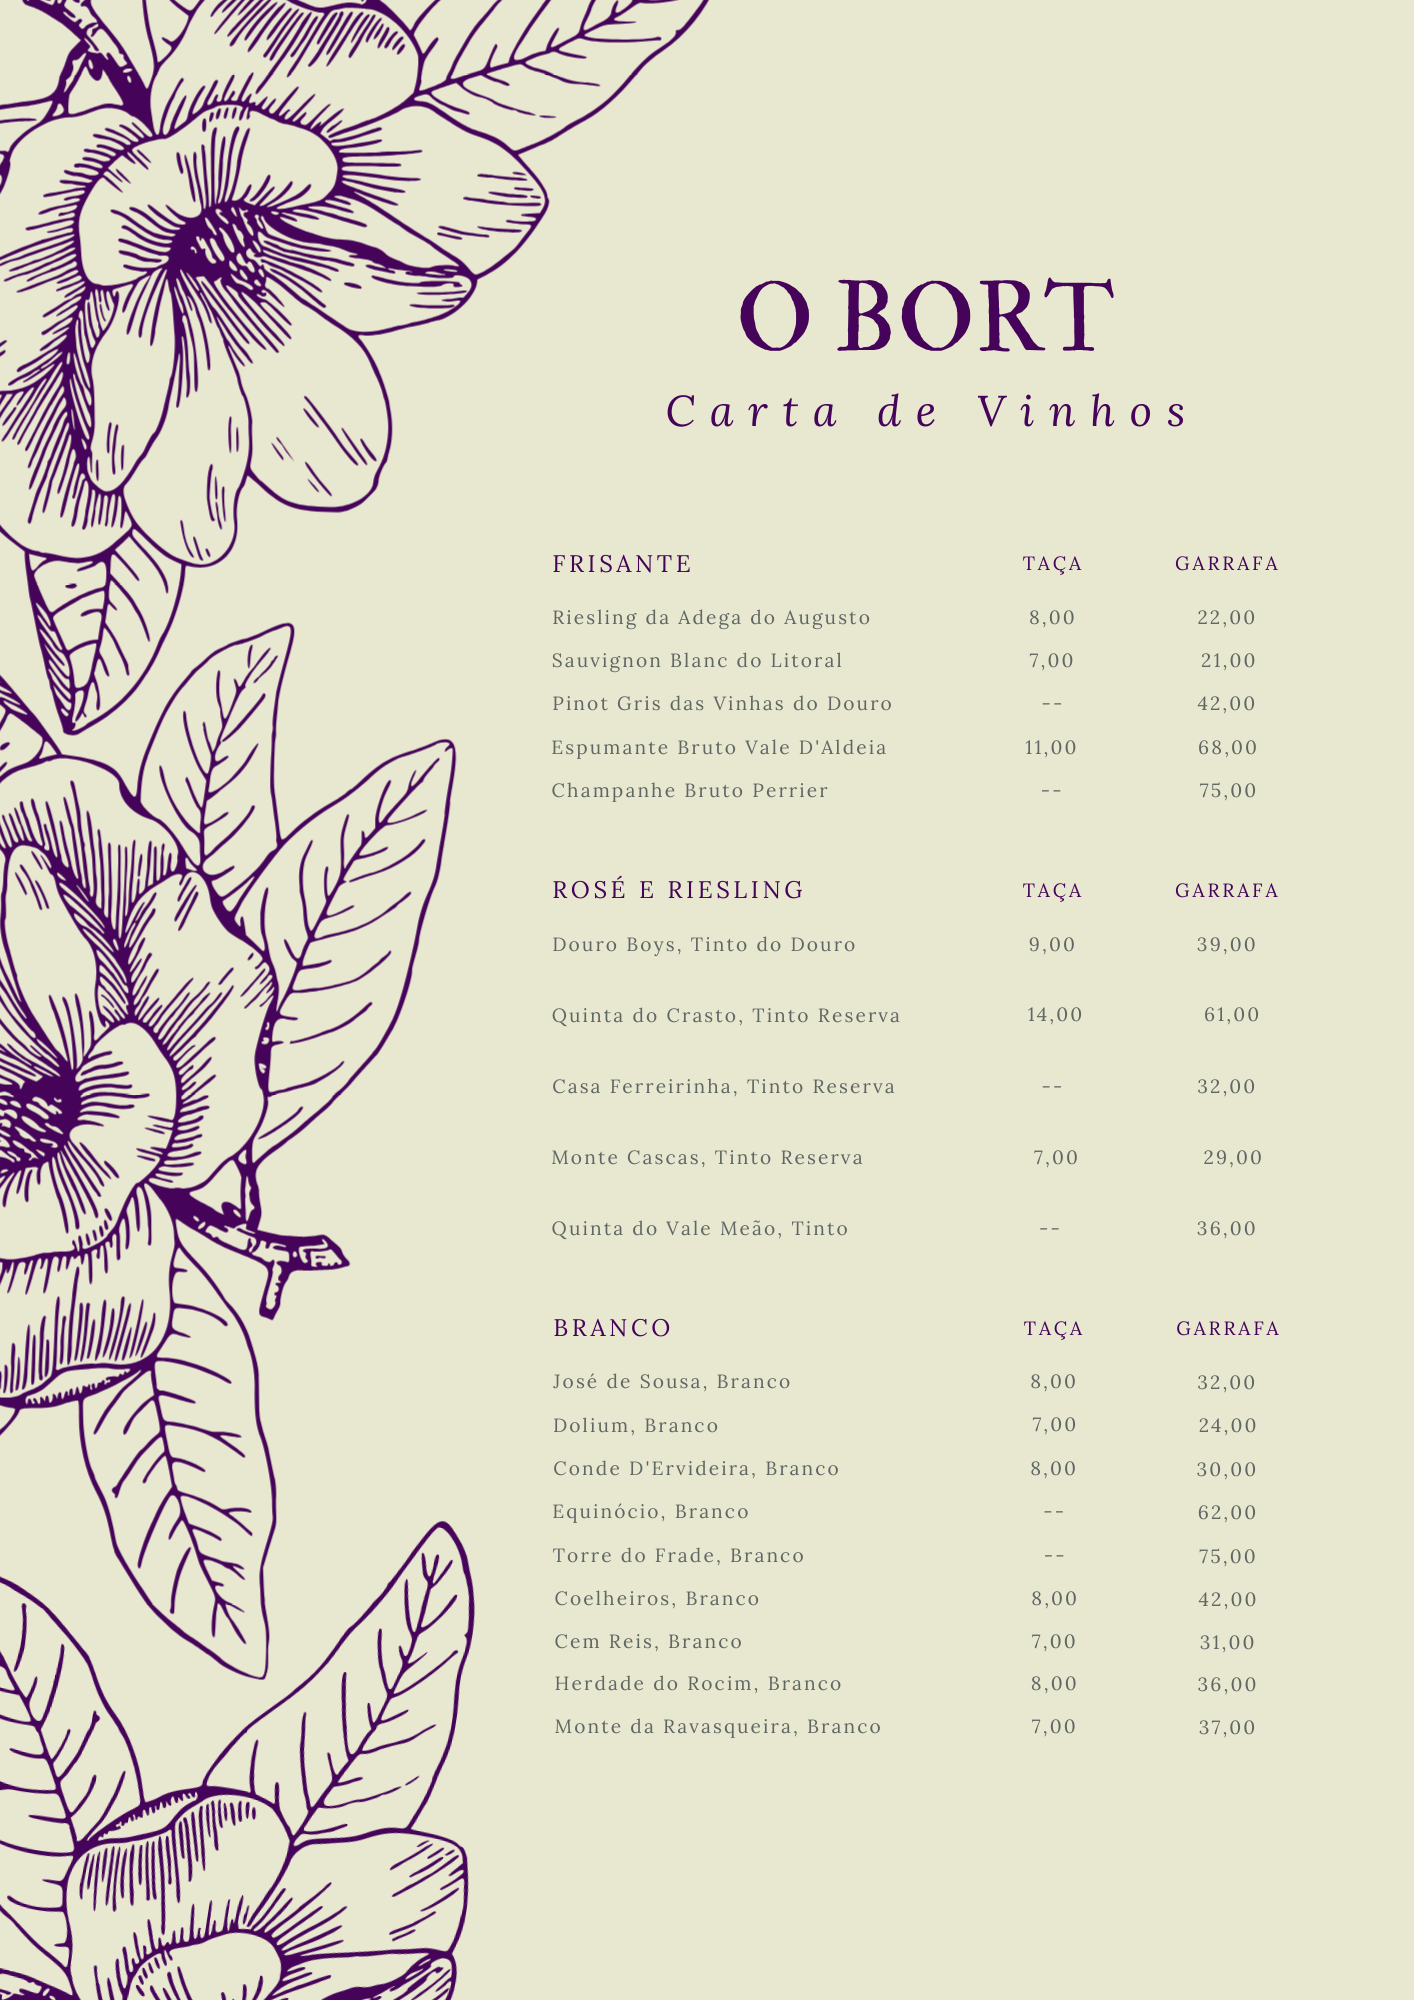 O BORT
Carta de Vinhos
FRISANTE TAÇA GARRAFA
Riesling da Adega do Augusto 8,00 22,00
Sauvignon Blanc do Litoral 7,00 21,00
Pinot Gris das Vinhas do Douro -- 42,00
Espumante Bruto Vale D'Aldeia 11,00 68,00
Champanhe Bruto Perrier -- 75,00
ROSÉ E RIESLING TAÇA GARRAFA
Douro Boys, Tinto do Douro 9,00 39,00
Quinta do Crasto, Tinto Reserva 14,00 61,00
Casa Ferreirinha, Tinto Reserva -- 32,00
Monte Cascas, Tinto Reserva 7,00 29,00
Quinta do Vale Meão, Tinto -- 36,00
BRANCO TAÇA GARRAFA
José de Sousa, Branco 8,00 32,00
Dolium, Branco 7,00 24,00
Conde D'Ervideira, Branco 8,00 30,00
Equinócio, Branco -- 62,00
Torre do Frade, Branco -- 75,00
Coelheiros, Branco 8,00 42,00
Cem Reis, Branco 7,00 31,00
Herdade do Rocim, Branco 8,00 36,00
Monte da Ravasqueira, Branco 7,00 37,00